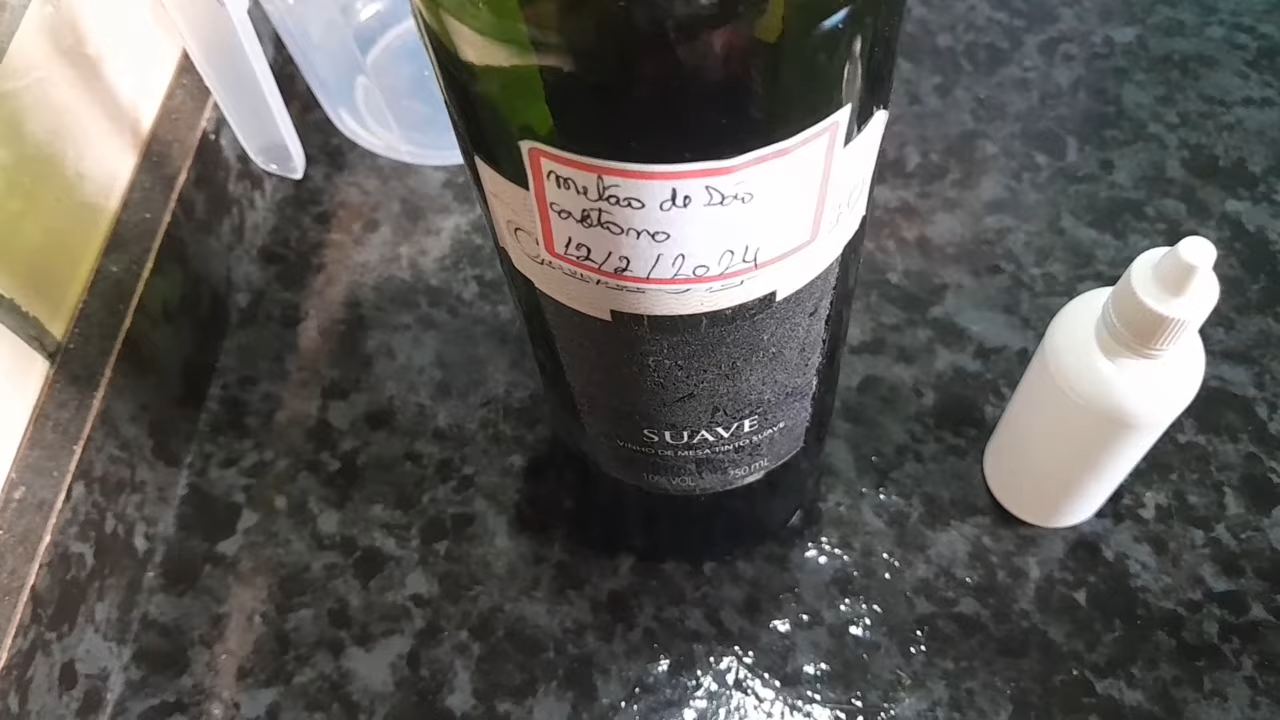 melão de São
caetano
12/2/2024
SUAVE
VINHO DE MESA TINTO SUAVE
10% VOL 750 mL